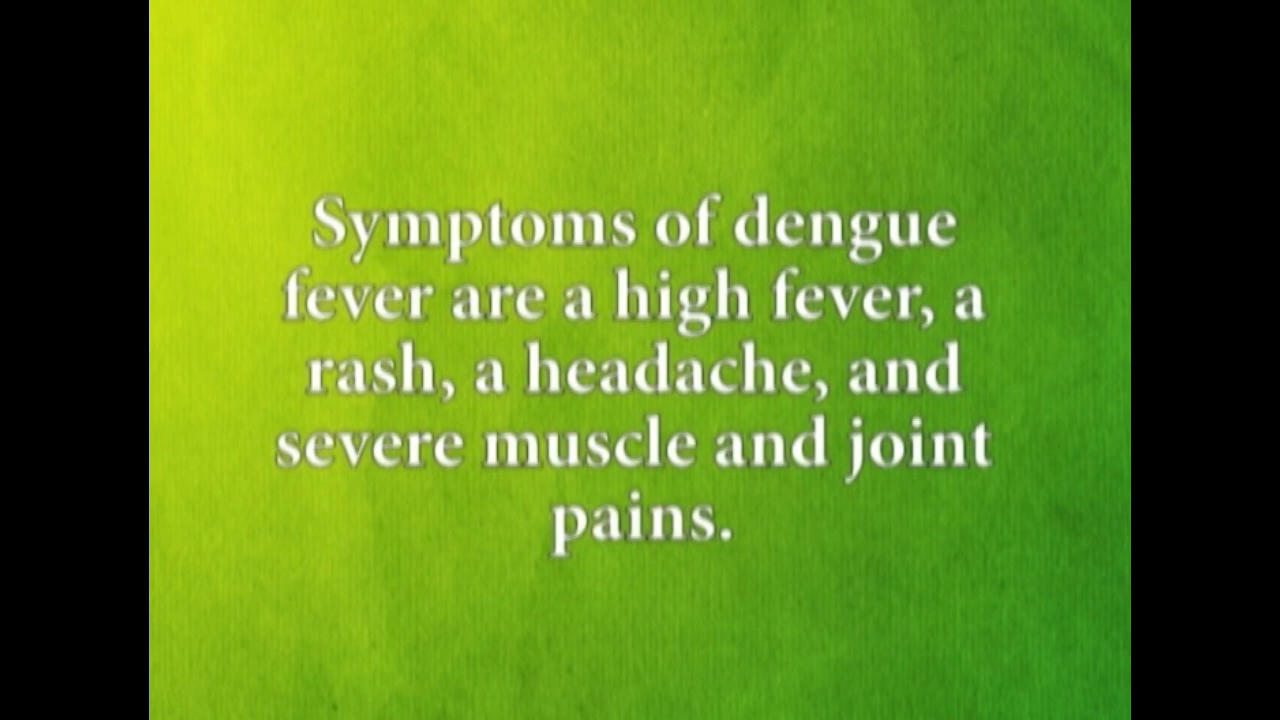 Symptoms of dengue
fever are a high fever, a
rash, a headache, and
severe muscle and joint
pains.